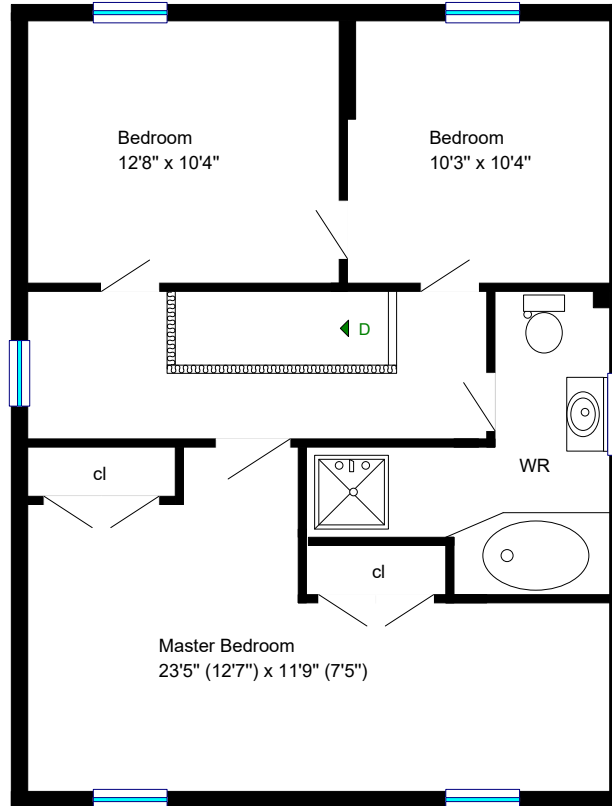 Bedroom
12'8" x 10'4"
Bedroom
10'3" x 10'4"
D
cl
WR
cl
Master Bedroom
23'5" (12'7") x 11'9" (7'5")